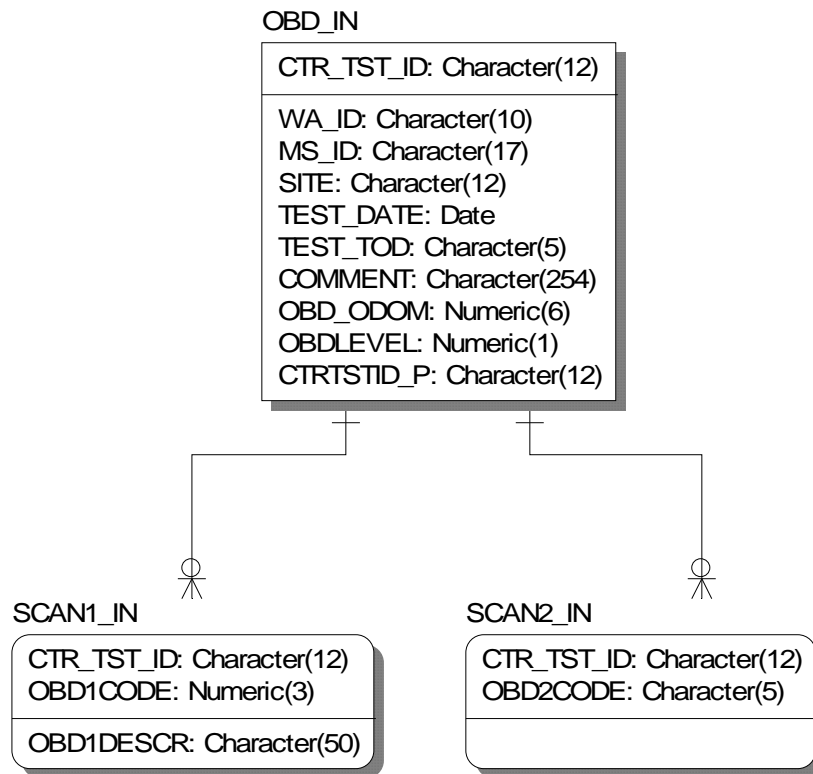 OBD_IN
CTR_TST_ID: Character(12)
WA_ID: Character(10)
MS_ID: Character(17)
SITE: Character(12)
TEST_DATE: Date
TEST_TOD: Character(5)
COMMENT: Character(254)
OBD_ODOM: Numeric(6)
OBDLEVEL: Numeric(1)
CTRTSTID_P: Character(12)
SCAN1_IN
CTR_TST_ID: Character(12)
OBD1CODE: Numeric(3)
OBD1DESCR: Character(50)
SCAN2_IN
CTR_TST_ID: Character(12)
OBD2CODE: Character(5)